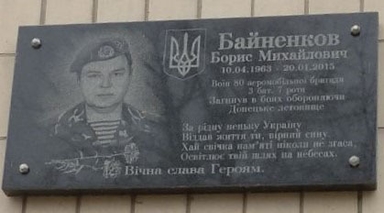 Байненков
Борис Михайлович
10.04.1963 - 20.01.2015
Воїн 80 аеромобільної бригади
3 бат. 7 роти
Загинув в боях обороняючи
Донецьке летовище
За рідну неньку Україну
Віддав життя ти, вірний сину.
Хай свічка пам'яті ніколи не згаса,
Освітлює твій шлях на небесах.
Вічна слава Героям.